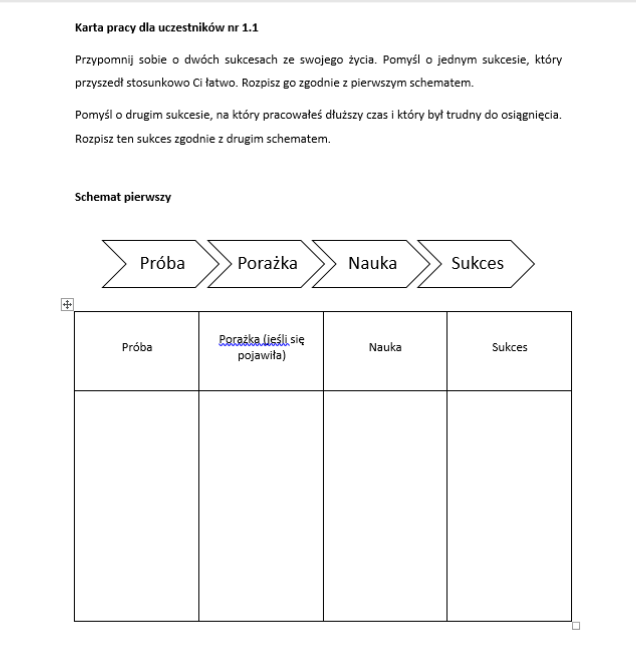 Karta pracy dla uczestników nr 1.1
Przypomnij sobie o dwóch sukcesach ze swojego życia. Pomyśl o jednym sukcesie, który
przyszedł stosunkowo Ci łatwo. Rozpisz go zgodnie z pierwszym schematem.
Pomyśl o drugim sukcesie, na który pracowałeś dłuższy czas i który był trudny do osiągnięcia.
Rozpisz ten sukces zgodnie z drugim schematem.
Schemat pierwszy
Próba Porażka Nauka Sukces
Próba Porażka (jeśli się Nauka Sukces
pojawiła)